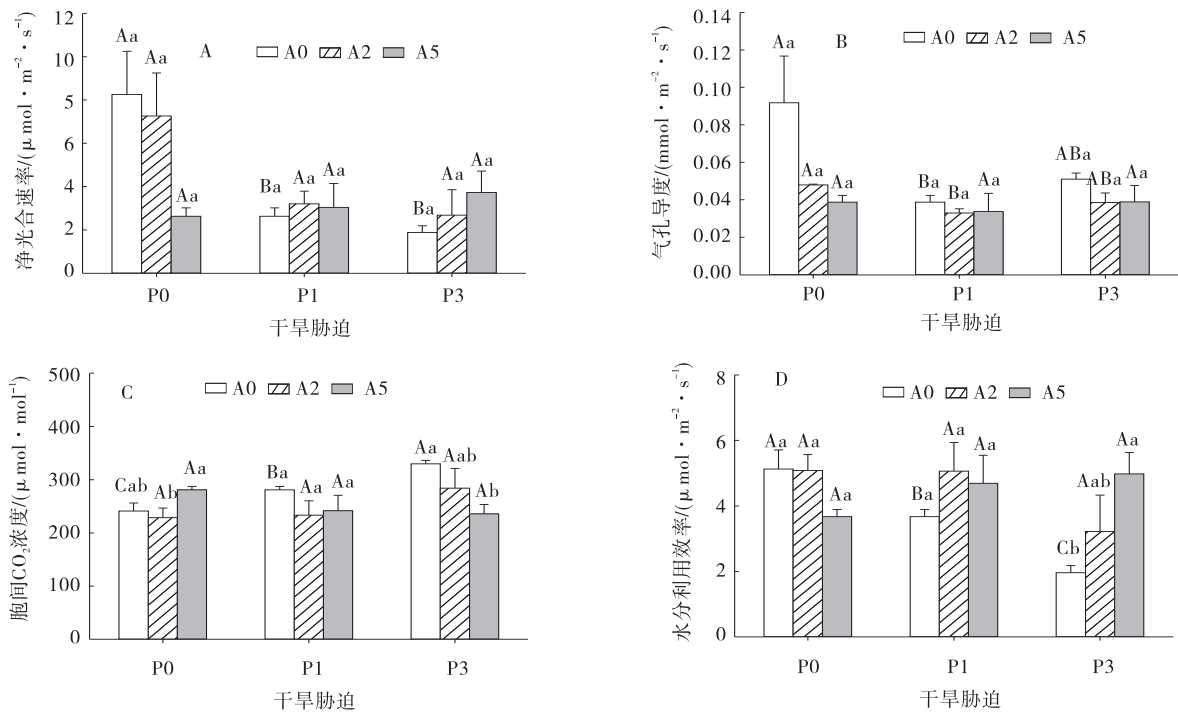 A
A0 A2 A5
净光合速率/(μmol·m⁻²·s⁻¹)
12
10
5
6
4
2
0
Aa Aa Aa
Ba Aa Aa
Ba Aa Aa
P0 P1 P3
干旱胁迫
B
A0 A2 A5
气孔导度/(mmol·m⁻²·s⁻¹)
0.14
0.12
0.10
0.08
0.06
0.04
0.04
0.00
Aa Aa Aa
Ba Ba Aa
ABa ABa Aa
P0 P1 P3
干旱胁迫
C
A0 A2 A5
胞间CO₂浓度/(μmol·mol⁻¹)
500
400
300
200
100
0
Cab Ab Aa
Ba Aa Aa
Aa Aab Ab
P0 P1 P3
干旱胁迫
D
A0 A2 A5
水分利用效率/(μmol·m⁻²·s⁻¹)
8
6
4
2
0
Aa Aa Aa
Ba Aa Aa
Cb Aab Aa
P0 P1 P3
干旱胁迫